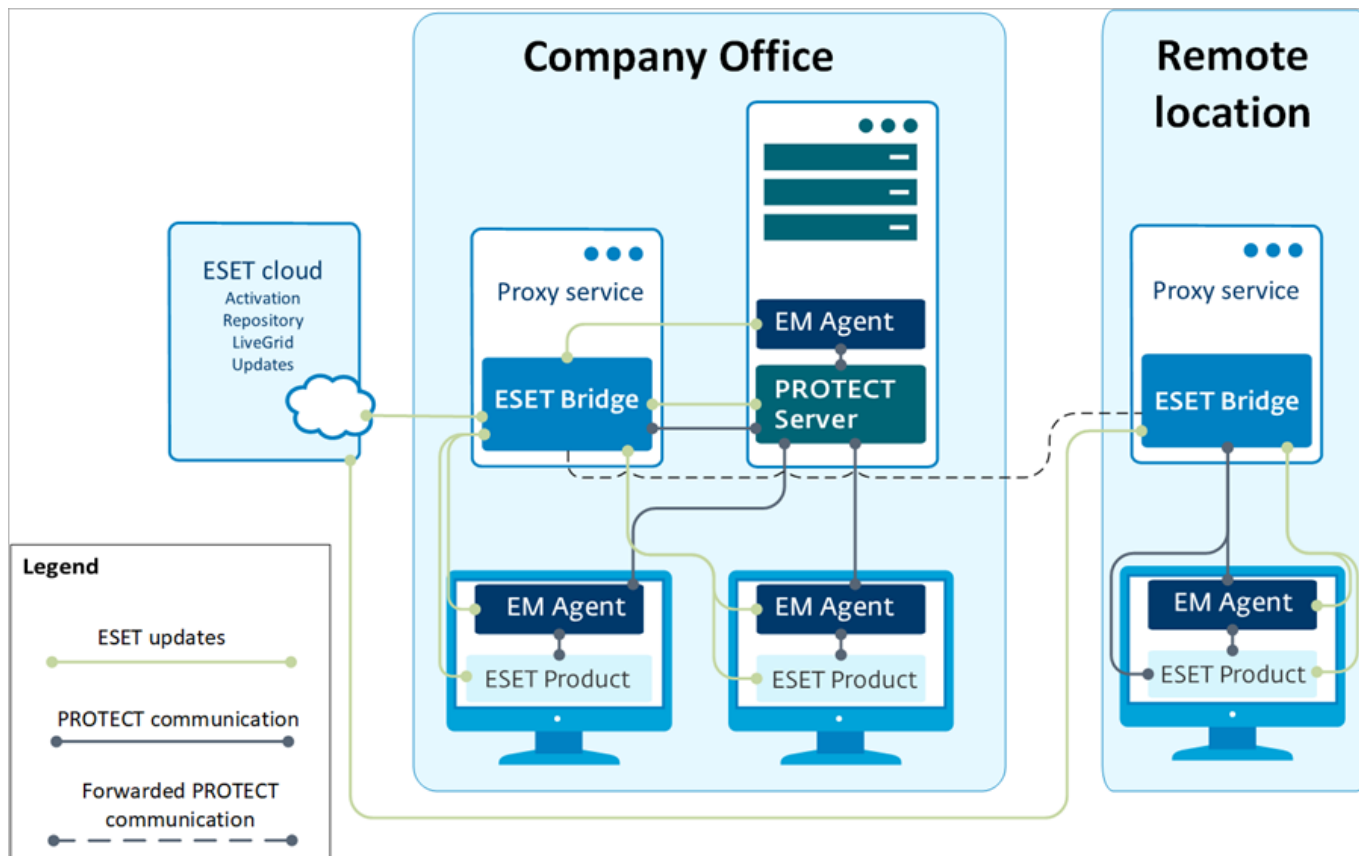 Company Office
Remote
location
ESET cloud
Activation
Repository
LiveGrid
Updates
Proxy service
ESET Bridge
EM Agent
PROTECT
Server
Proxy service
ESET Bridge
EM Agent
ESET Product
EM Agent
ESET Product
EM Agent
ESET Product
Legend
ESET updates
PROTECT communication
Forwarded PROTECT
communication